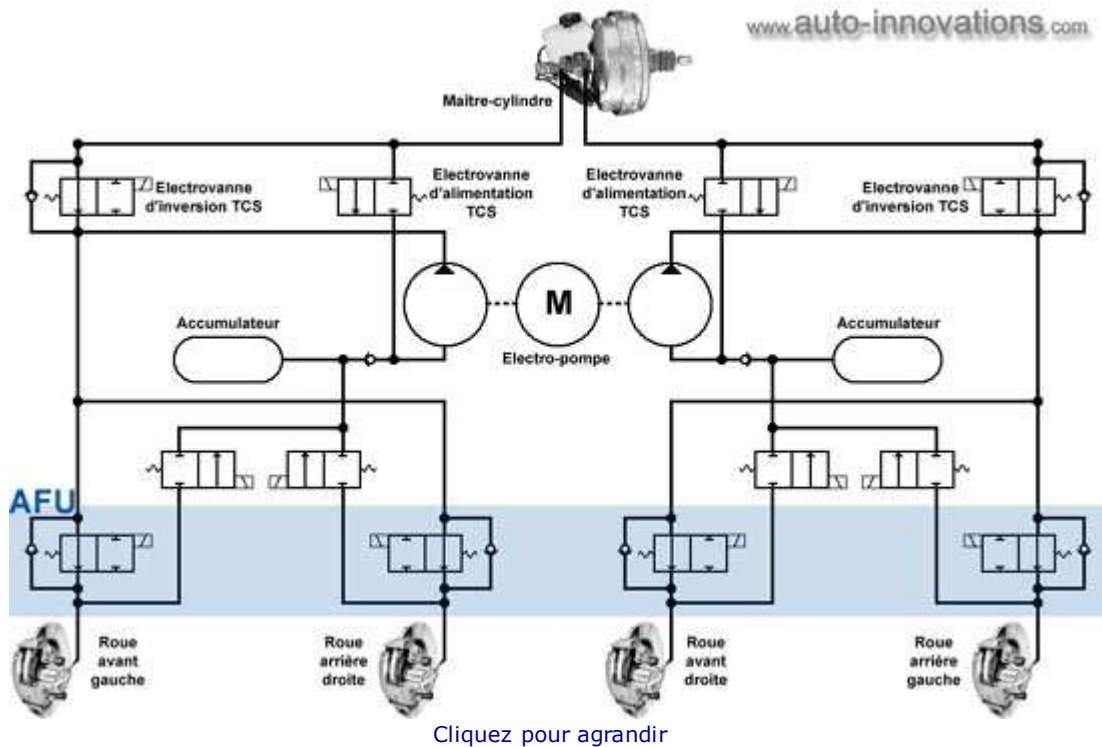 www.auto-innovations.com
Maître-cylindre
Electrovanne
d'inversion TCS
Electrovanne
d'alimentation
TCS
Electrovanne
d'alimentation
TCS
Electrovanne
d'inversion TCS
Accumulateur
M
Electro-pompe
Accumulateur
AFU
Roue
avant
gauche
Roue
arrière
droite
Roue
avant
droite
Roue
arrière
gauche
Cliquez pour agrandir